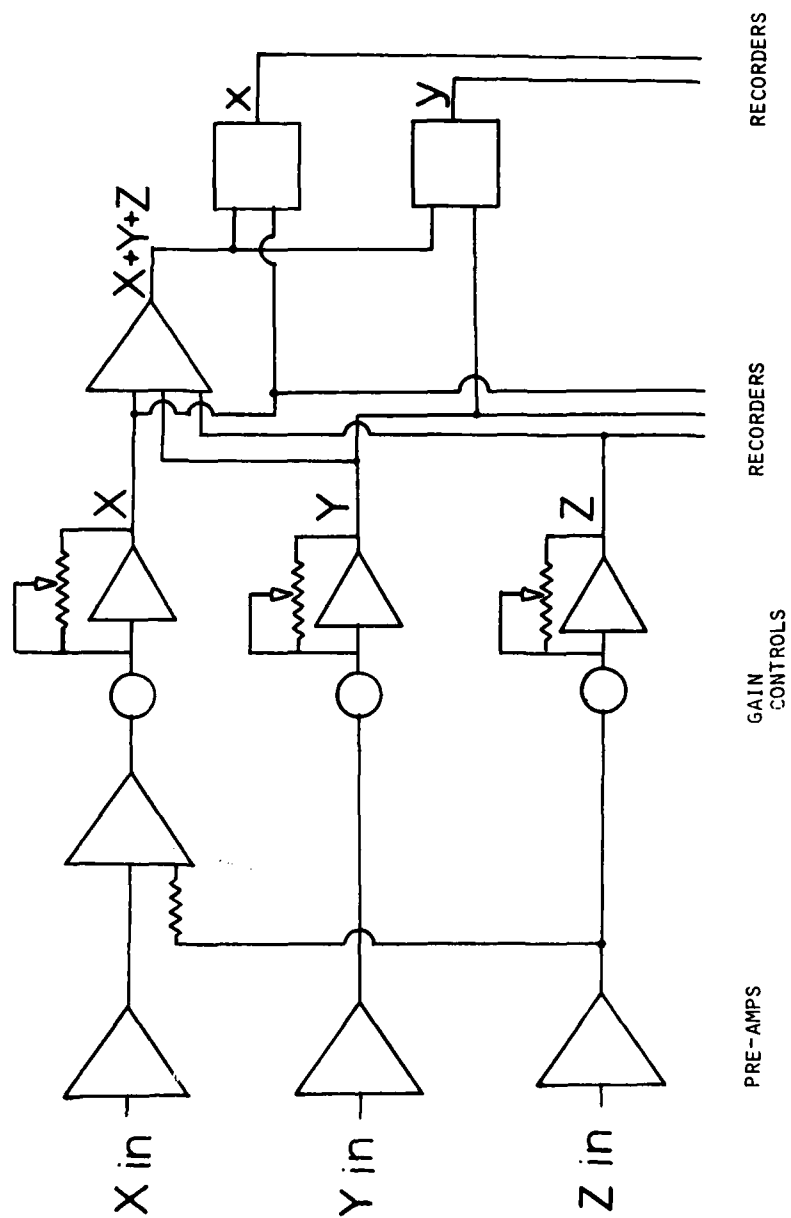 X in
Y in
Z in
X
Y
Z
X+Y+Z
x
y
PRE-AMPS
GAIN
CONTROLS
RECORDERS
RECORDERS